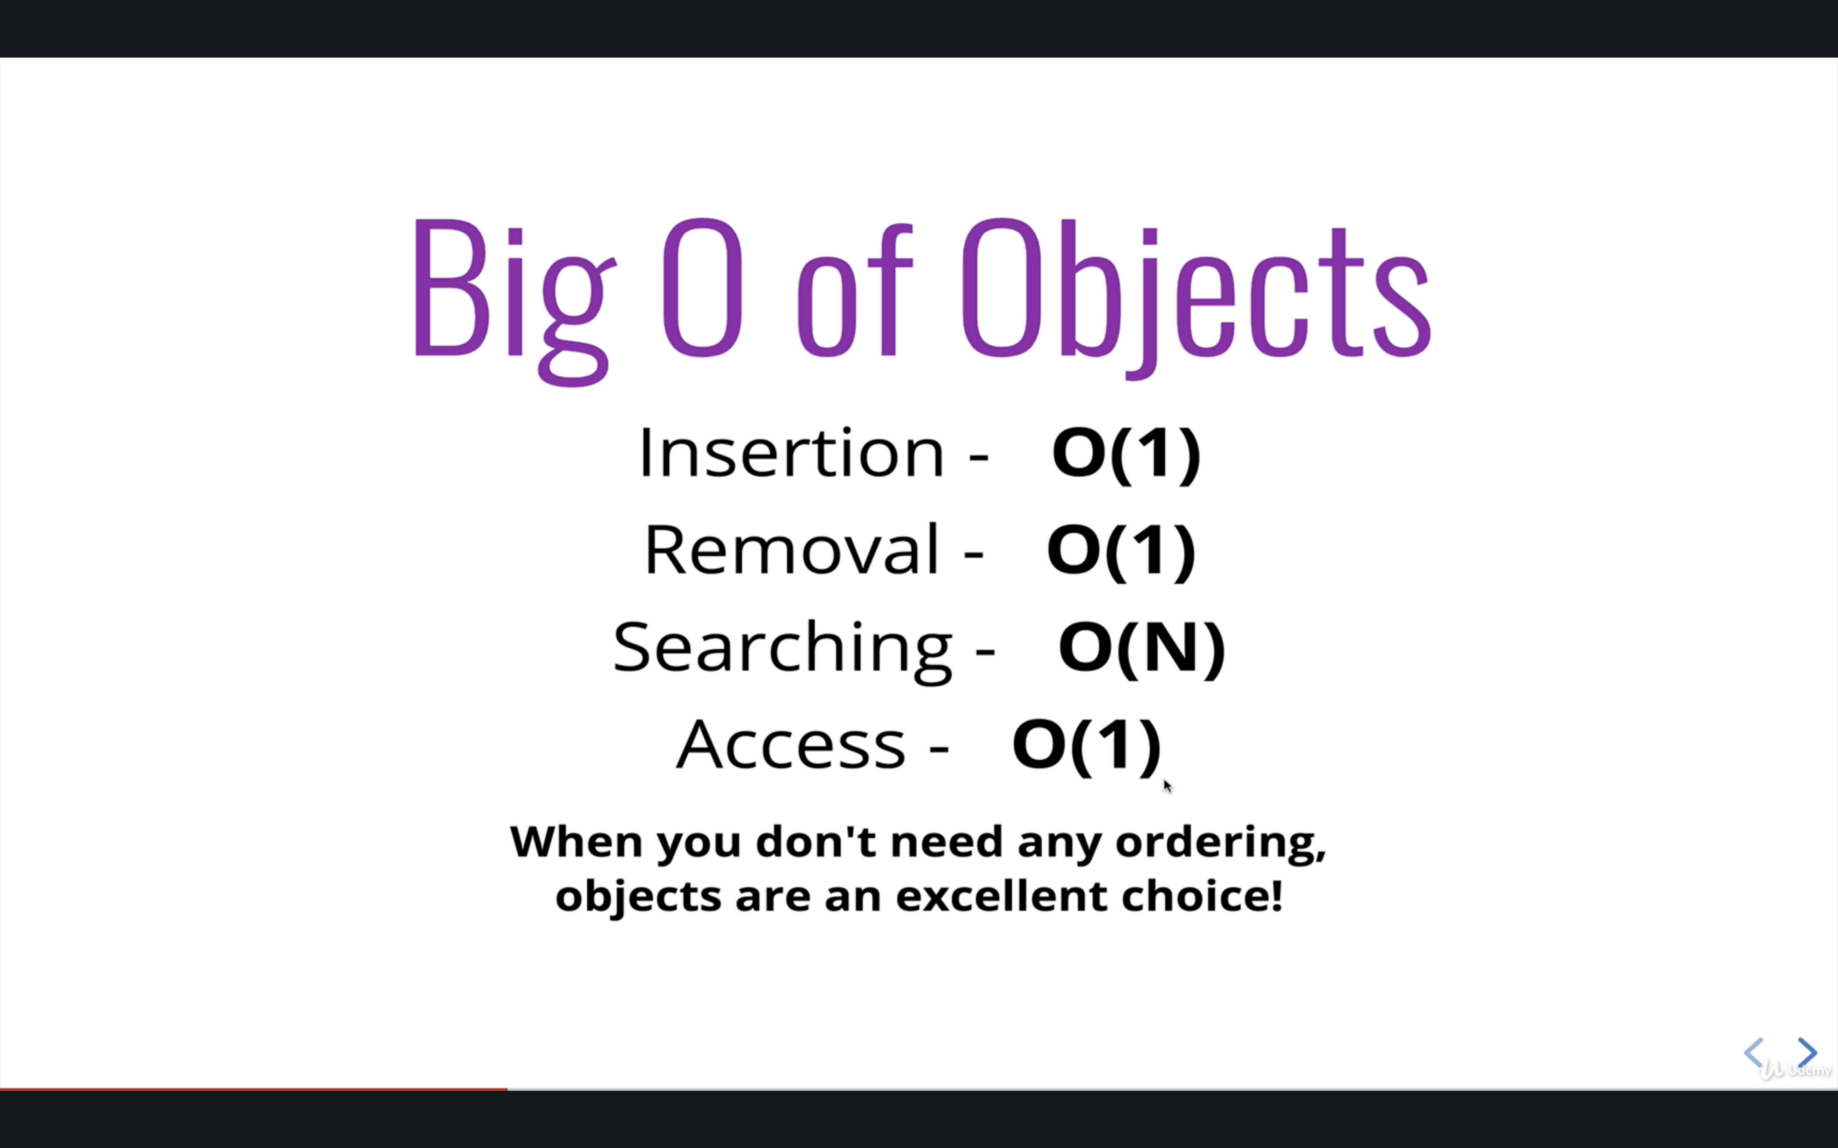 Big O of Objects
Insertion - O(1)
Removal - O(1)
Searching - O(N)
Access - O(1)
When you don't need any ordering,
objects are an excellent choice!
Udemy